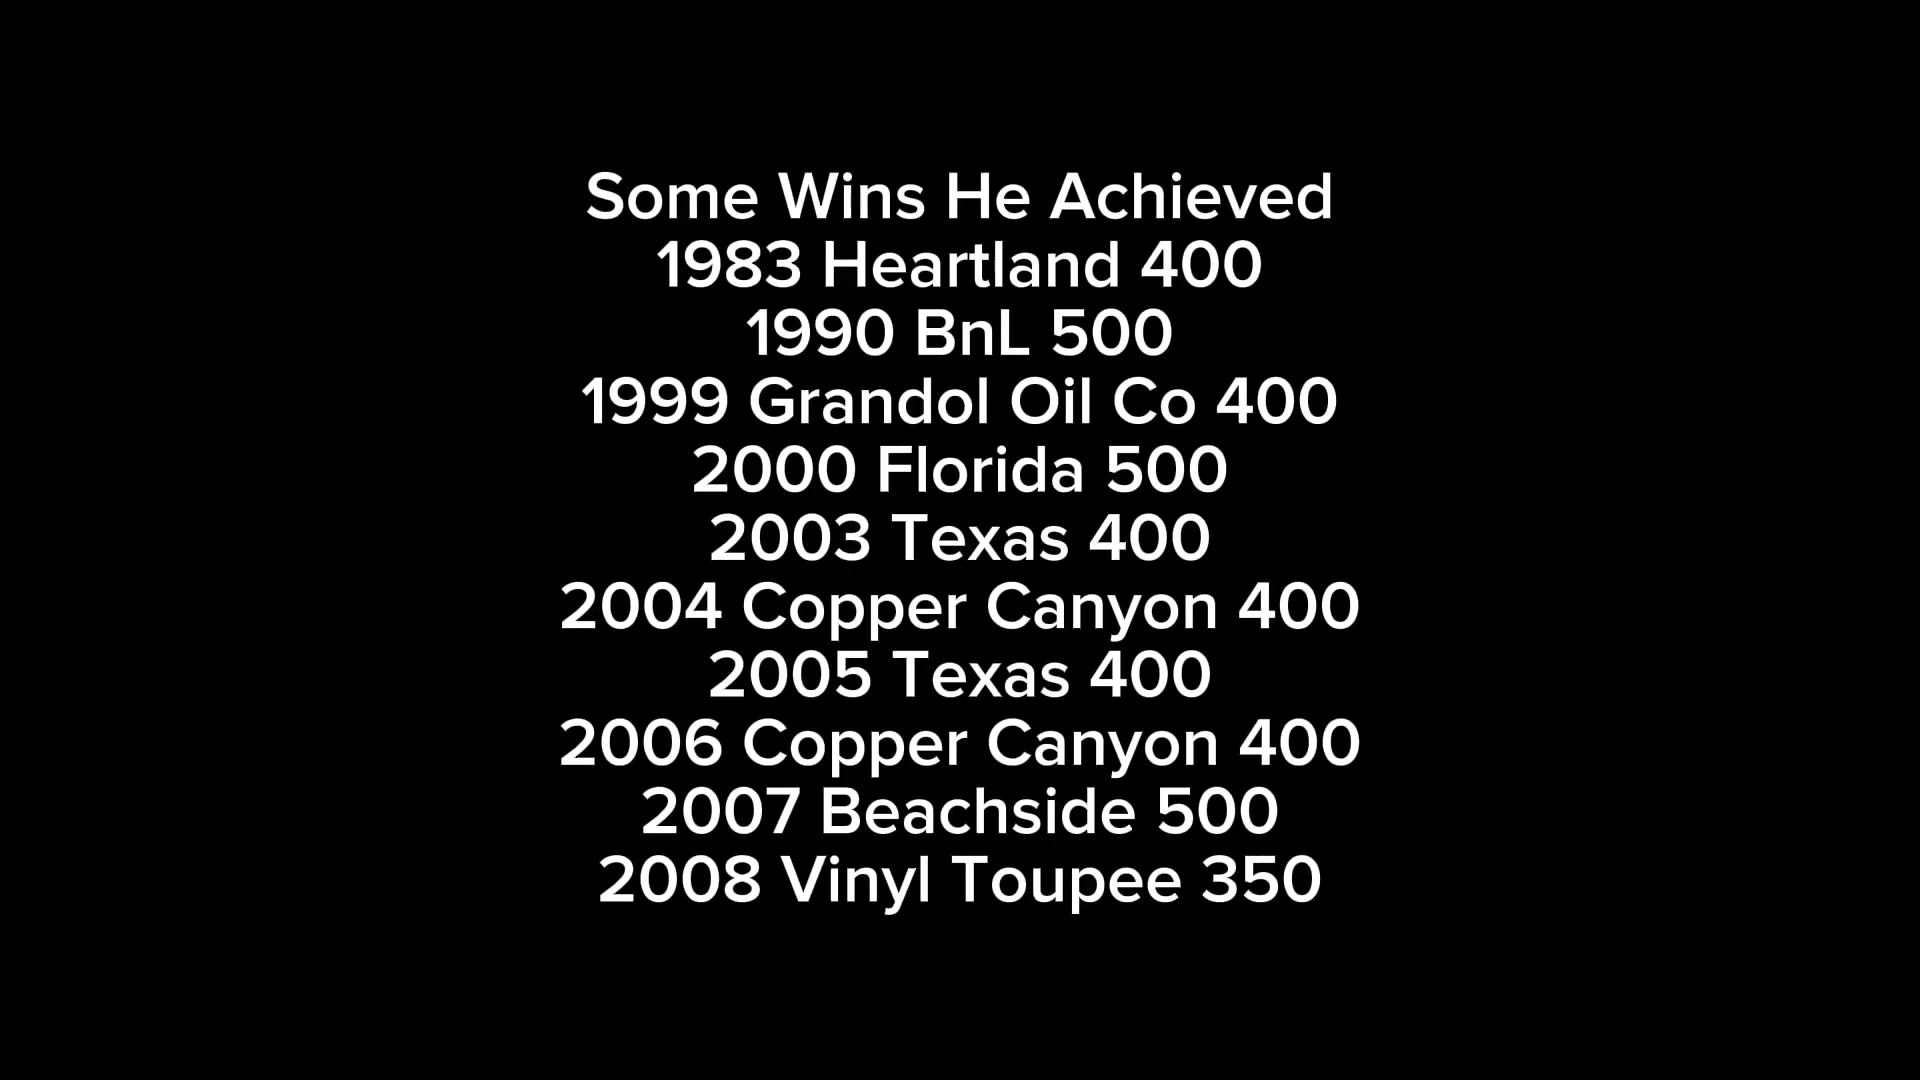 Some Wins He Achieved
1983 Heartland 400
1990 BnL 500
1999 Grandol Oil Co 400
2000 Florida 500
2003 Texas 400
2004 Copper Canyon 400
2005 Texas 400
2006 Copper Canyon 400
2007 Beachside 500
2008 Vinyl Toupee 350